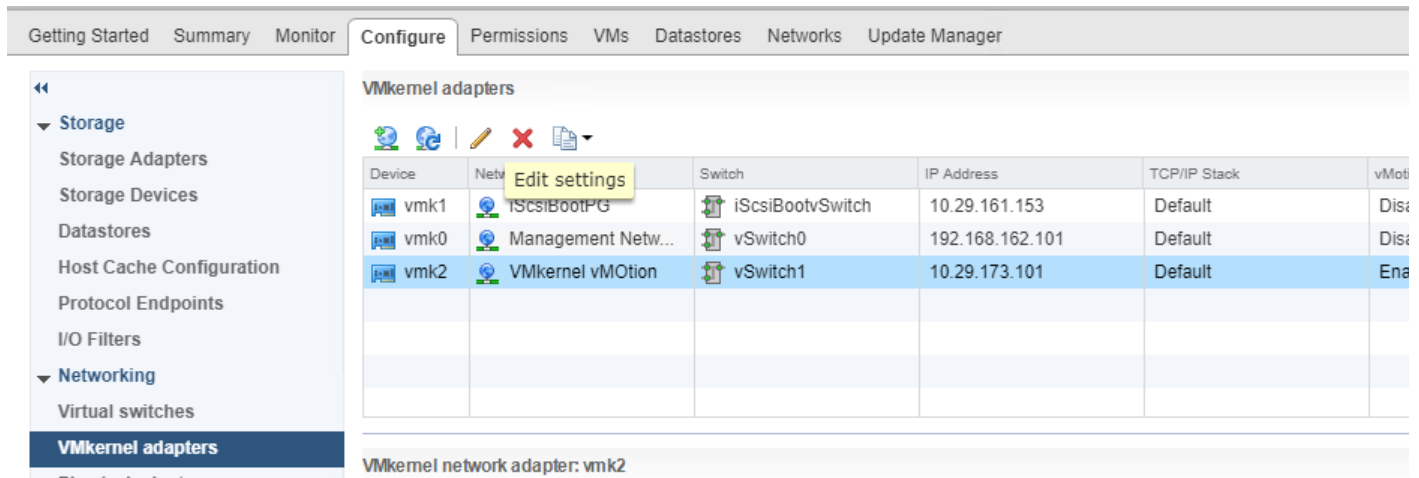 Getting Started Summary Monitor Configure Permissions VMs Datastores Networks Update Manager
Storage
Storage Adapters
Storage Devices
Datastores
Host Cache Configuration
Protocol Endpoints
I/O Filters
Networking
Virtual switches
VMkernel adapters
VMkernel adapters
Edit settings
Device Switch IP Address TCP/IP Stack
vmk1 iScsiBootPG iScsiBootvSwitch 10.29.161.153 Default
vmk0 Management Netw... vSwitch0 192.168.162.101 Default
vmk2 VMkernel vMOtion vSwitch1 10.29.173.101 Default
VMkernel network adapter: vmk2